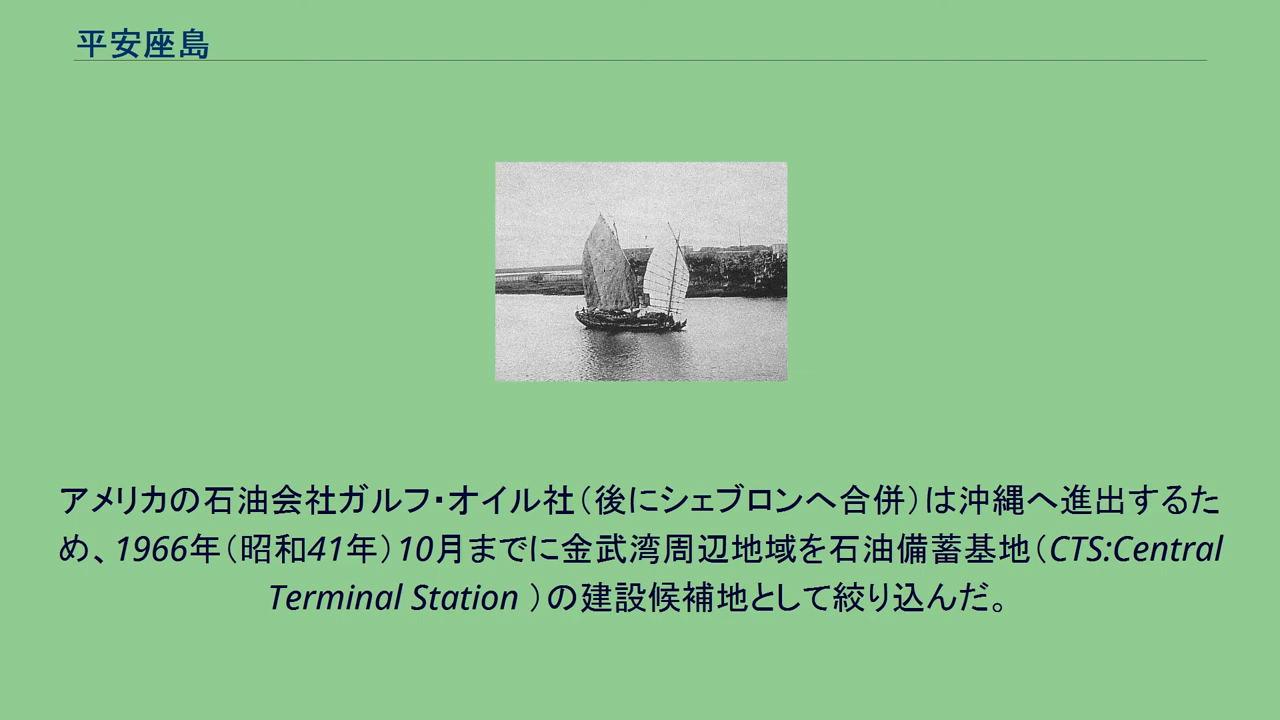 平安座島
アメリカの石油会社ガルフ・オイル社（後にシェブロンへ合併）は沖縄へ進出するた
め、1966年（昭和41年）10月までに金武湾周辺地域を石油備蓄基地（CTS:Central
Terminal Station ）の建設候補地として絞り込んだ。